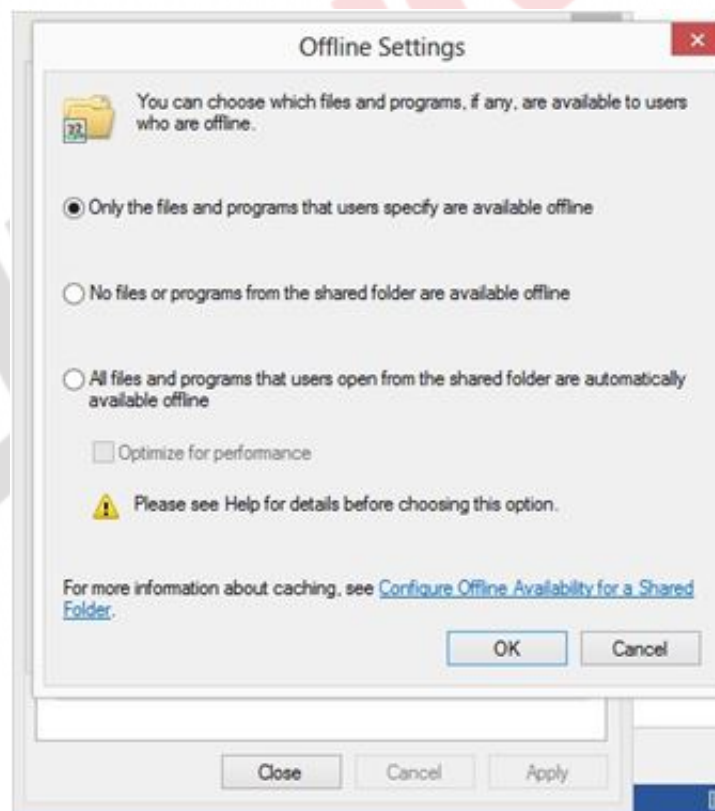 Offline Settings
You can choose which files and programs, if any, are available to users
who are offline.
Only the files and programs that users specify are available offline
No files or programs from the shared folder are available offline
All files and programs that users open from the shared folder are automatically
available offline
Optimize for performance
Please see Help for details before choosing this option.
For more information about caching, see Configure Offline Availability for a Shared
Folder.
OK Cancel
Close Cancel Apply